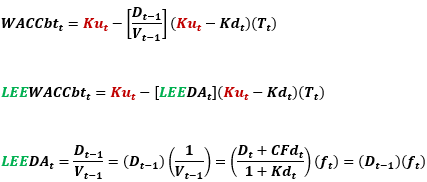 WACCbt_t = Ku_t − [D_{t−1}/V_{t−1}](Ku_t − Kd_t)(T_t)
LEEWACCbt_t = Ku_t − [LEEDA_t](Ku_t − Kd_t)(T_t)
LEEDA_t = D_{t−1}/V_{t−1} = (D_{t−1})(1/V_{t−1}) = ((D_t + CFd_t)/(1 + Kd_t))(f_t) = (D_{t−1})(f_t)